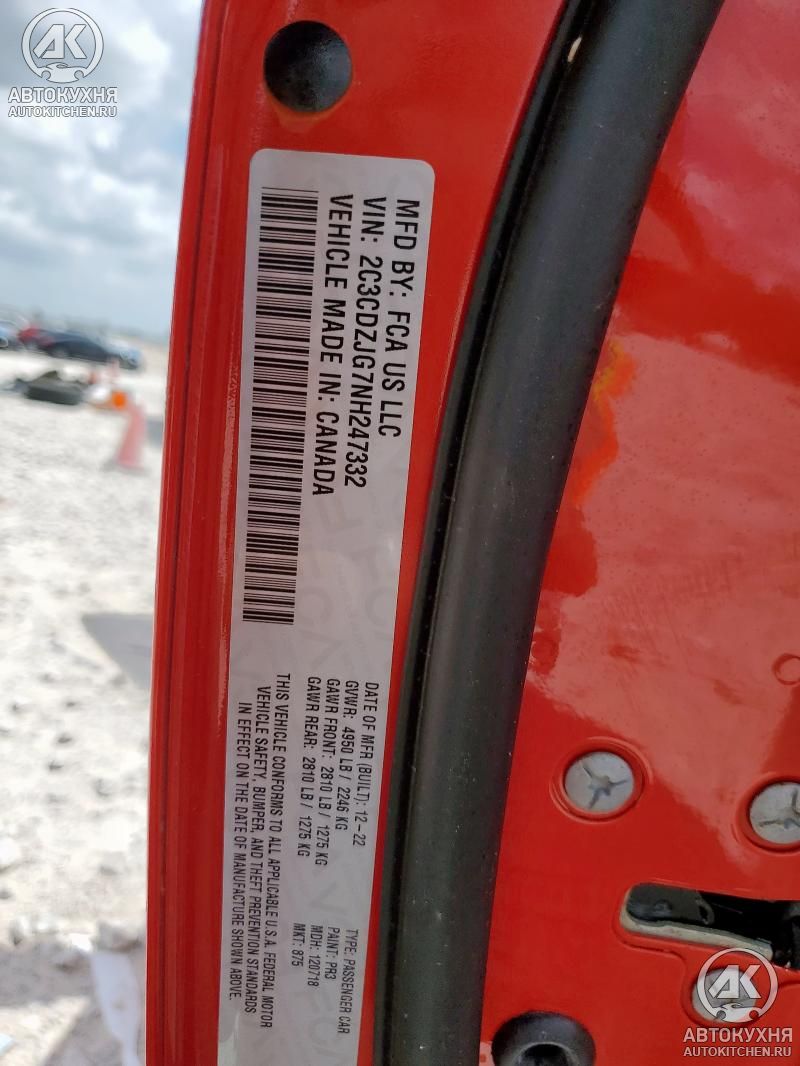 AK
АВТОКУХНЯ
AUTOKITCHEN.RU
MFD BY: FCA US LLC
VIN: 2C3CDZJG7NH247332
VEHICLE MADE IN: CANADA
DATE OF MFR (BUILT): 12-22
GVWR: 4950 LB / 2246 KG
GAWR FRONT: 2810 LB / 1275 KG
GAWR REAR: 2810 LB / 1275 KG
THIS VEHICLE CONFORMS TO ALL APPLICABLE U.S.A. FEDERAL MOTOR
VEHICLE SAFETY, BUMPER, AND THEFT PREVENTION STANDARDS
IN EFFECT ON THE DATE OF MANUFACTURE SHOWN ABOVE.
TYPE: PASSENGER CAR
PAINT: PR3
MDH: 120718
MKT: 875
AK
АВТОКУХНЯ
AUTOKITCHEN.RU